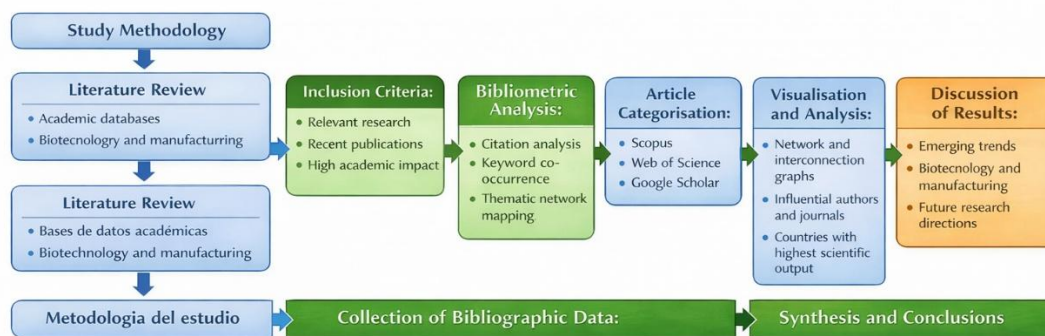 Study Methodology
Literature Review
• Academic databases
• Biotecnology and manufacturring
Literature Review
• Bases de datos académicas
• Biotechnology and manufacturing
Metodologia del estudio
Inclusion Criteria:
• Relevant research
• Recent publications
• High academic impact
Bibliometric
Analysis:
• Citation analysis
• Keyword co-
occurrence
• Thematic network
mapping
Article
Categorisation:
• Scopus
• Web of Science
• Google Scholar
Visualisation
and Analysis:
• Network and
interconnection
graphs
• Influential authors
and journals
• Countries with
highest scientific
output
Discussion
of Results:
• Emerging trends
• Biotecnology and
manufacturing
• Future research
directions
Collection of Bibliographic Data:
Synthesis and Conclusions